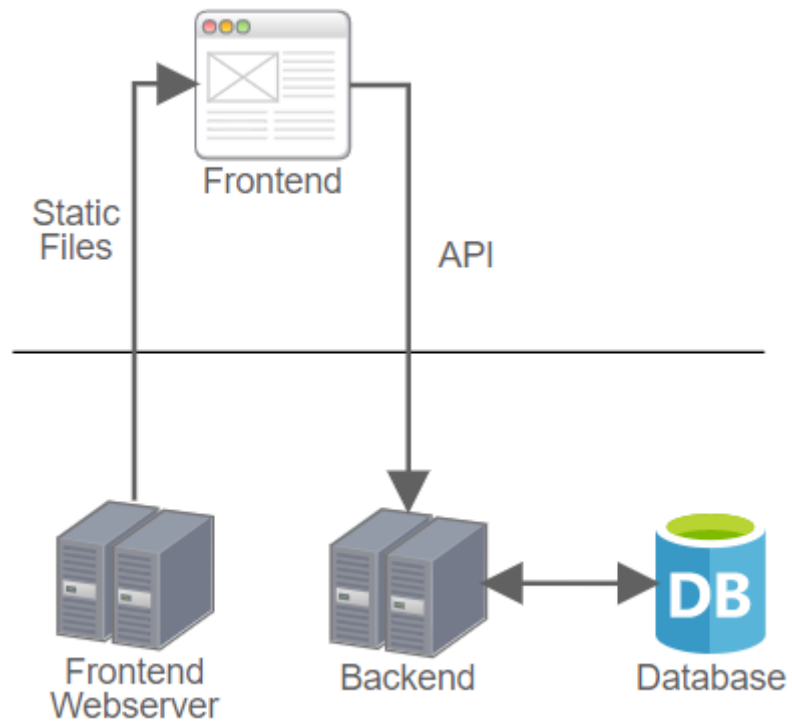 Frontend
Static
Files
API
DB
Frontend
Webserver
Backend
Database